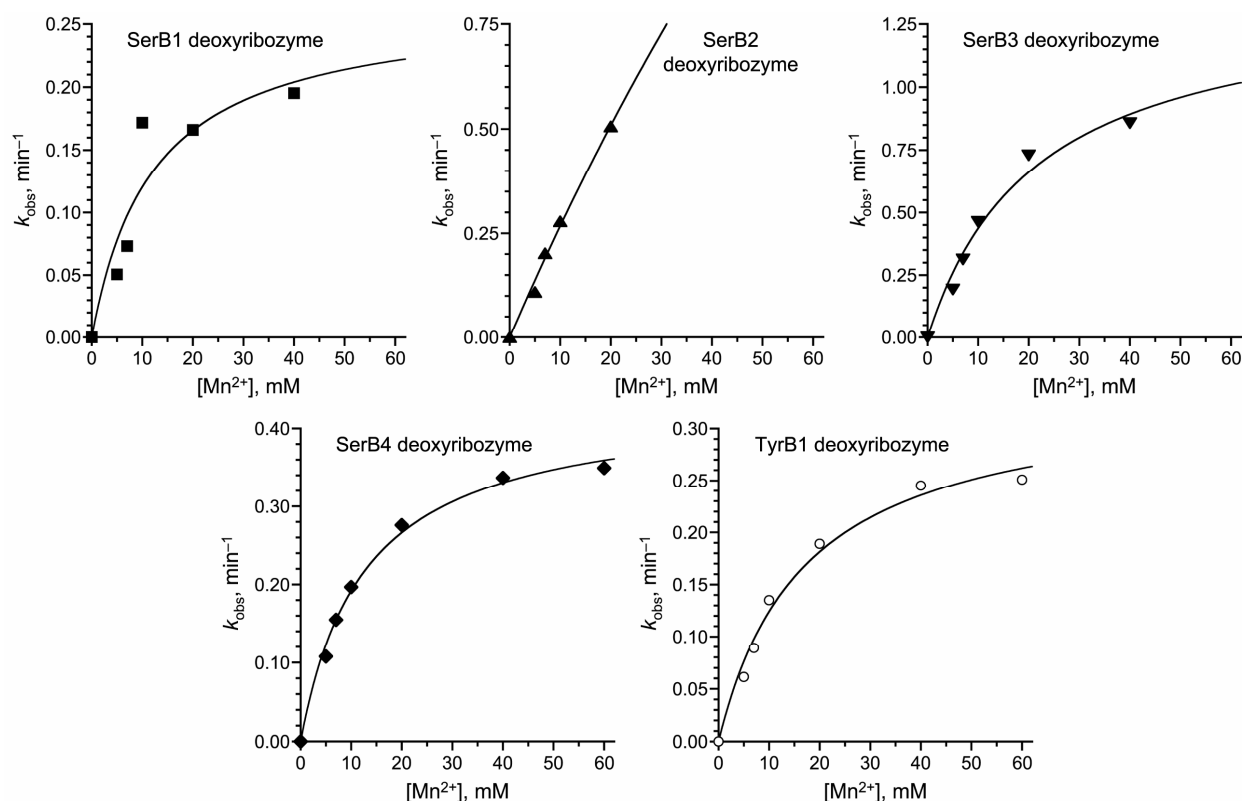 SerB1 deoxyribozyme
0.25
0.20
0.15
0.10
0.05
0.00
k_obs, min⁻¹
0 10 20 30 40 50 60
[Mn²⁺], mM
SerB2
deoxyribozyme
0.75
0.50
0.25
0.00
k_obs, min⁻¹
0 10 20 30 40 50 60
[Mn²⁺], mM
SerB3 deoxyribozyme
1.25
1.00
0.75
0.50
0.25
0.00
k_obs, min⁻¹
0 10 20 30 40 50 60
[Mn²⁺], mM
SerB4 deoxyribozyme
0.40
0.30
0.20
0.10
0.00
k_obs, min⁻¹
0 10 20 30 40 50 60
[Mn²⁺], mM
TyrB1 deoxyribozyme
0.30
0.25
0.20
0.15
0.10
0.05
0.00
k_obs, min⁻¹
0 10 20 30 40 50 60
[Mn²⁺], mM